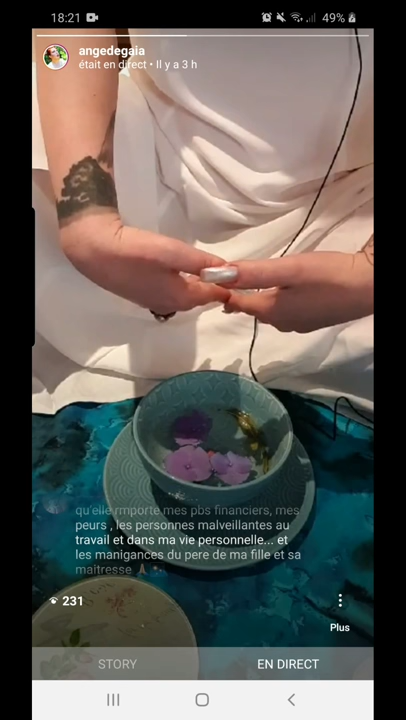 18:21
49%
angedegaia
était en direct • Il y a 3 h
qu'elle rmporte mes pbs financiers, mes
peurs , les personnes malveillantes au
travail et dans ma vie personnelle... et
les manigances du pere de ma fille et sa
maitresse
231
Plus
STORY
EN DIRECT